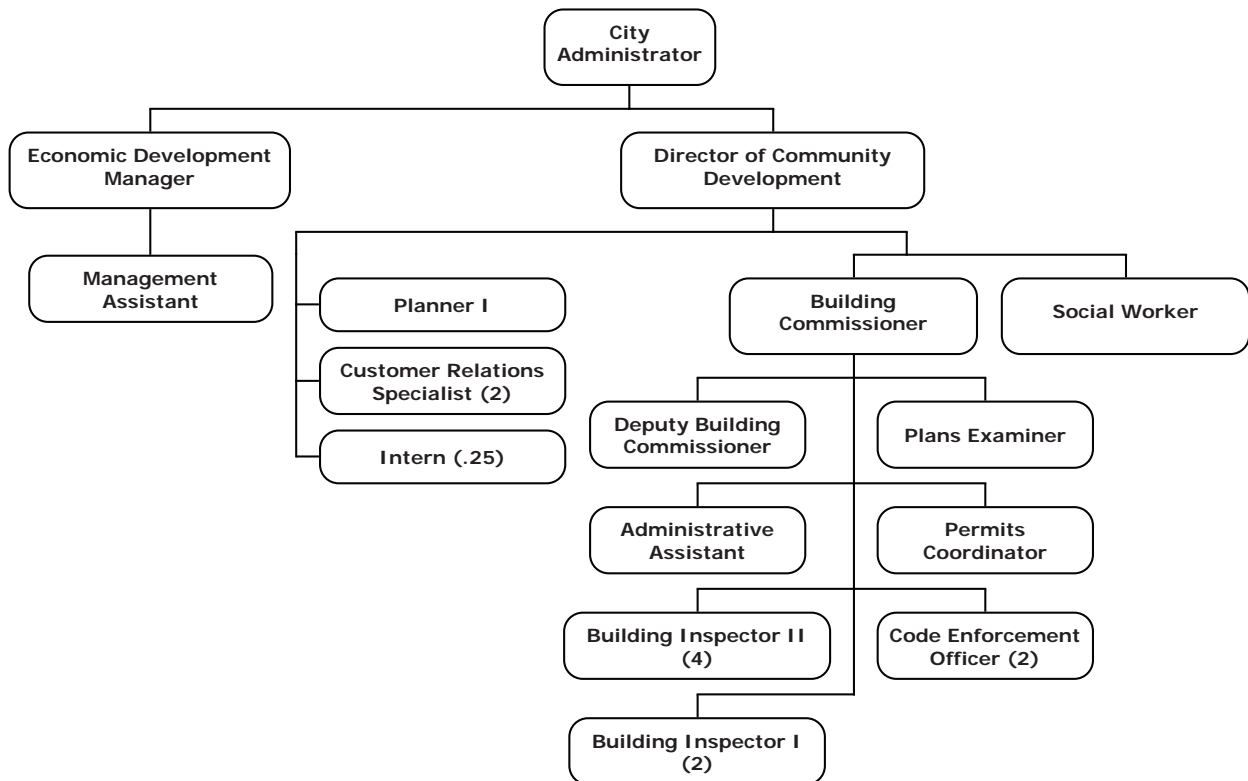 City
Administrator
Economic Development
Manager
Director of Community
Development
Management
Assistant
Planner I
Customer Relations
Specialist (2)
Intern (.25)
Building
Commissioner
Social Worker
Deputy Building
Commissioner
Plans Examiner
Administrative
Assistant
Permits
Coordinator
Building Inspector II
(4)
Code Enforcement
Officer (2)
Building Inspector I
(2)